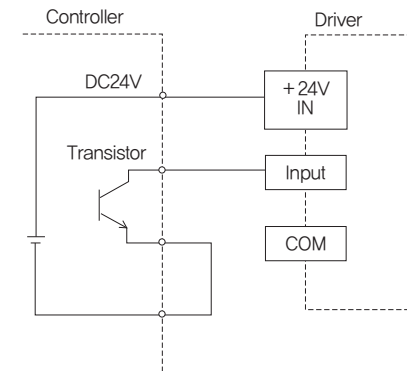 Controller
Driver
DC24V
+24V
IN
Transistor
Input
COM